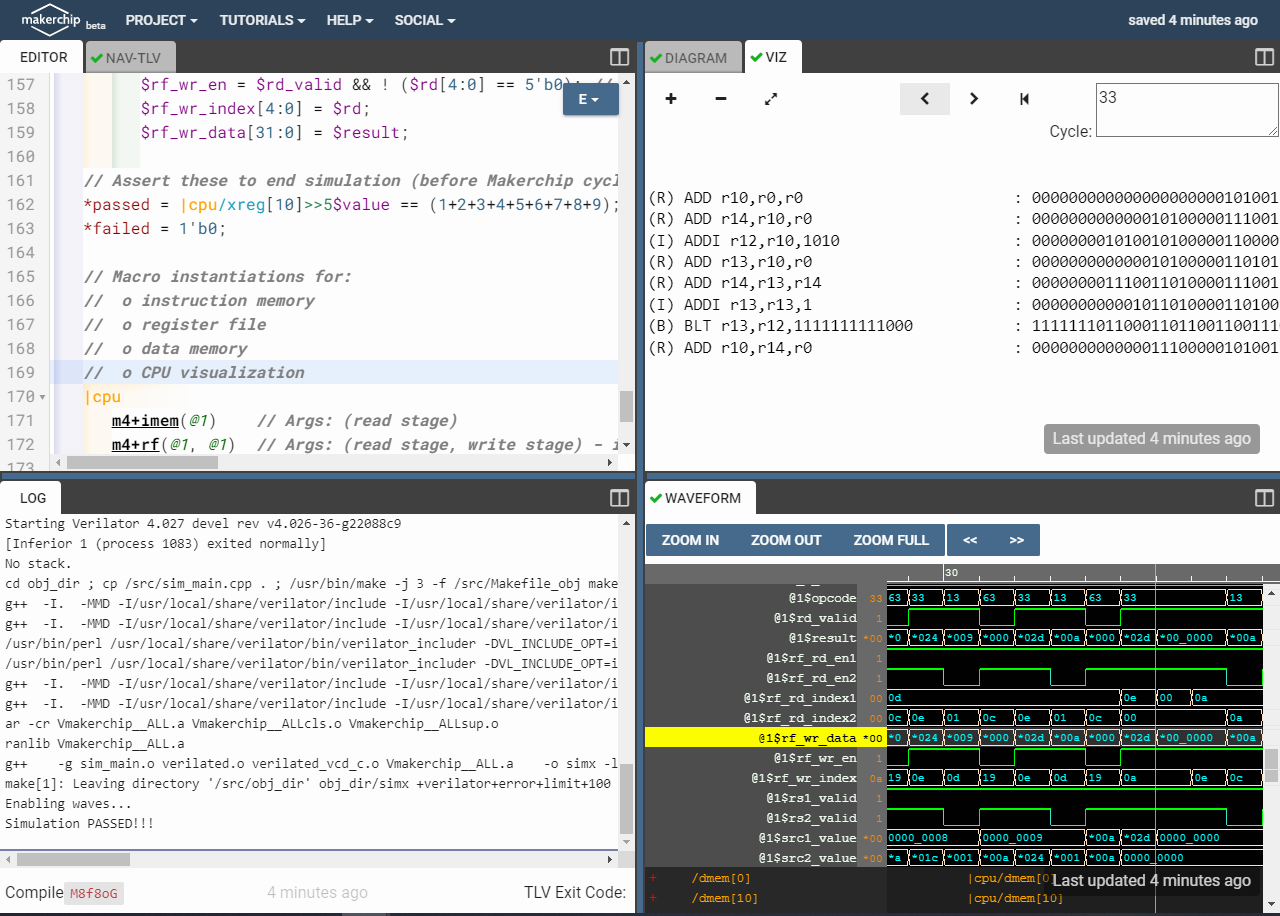 makerchip beta PROJECT TUTORIALS HELP SOCIAL saved 4 minutes ago
EDITOR NAV-TLV
157 $rf_wr_en = $rd_valid && ! ($rd[4:0] == 5'b0); //
E
158 $rf_wr_index[4:0] = $rd;
159 $rf_wr_data[31:0] = $result;
160
161 // Assert these to end simulation (before Makerchip cycl
162 *passed = |cpu/xreg[10]>>5$value == (1+2+3+4+5+6+7+8+9);
163 *failed = 1'b0;
164
165 // Macro instantiations for:
166 //  o instruction memory
167 //  o register file
168 //  o data memory
169 //  o CPU visualization
170 |cpu
171 m4+imem(@1)    // Args: (read stage)
172 m4+rf(@1, @1)  // Args: (read stage, write stage) - i
173
DIAGRAM VIZ
33
Cycle:
(R) ADD r10,r0,r0 : 00000000000000000000010100
(R) ADD r14,r10,r0 : 0000000000000101000000111001
(I) ADDI r12,r10,1010 : 0000000010100101000001100000
(R) ADD r13,r10,r0 : 0000000000000101000000110101
(R) ADD r14,r13,r14 : 0000000011100110100000111001
(I) ADDI r13,r13,1 : 0000000000010110100000110100
(B) BLT r13,r12,1111111111000 : 1111111011000110110011001110
(R) ADD r10,r14,r0 : 0000000000000111000000101001
Last updated 4 minutes ago
LOG
Starting Verilator 4.027 devel rev v4.026-36-g22088c9
[Inferior 1 (process 1083) exited normally]
No stack.
cd obj_dir ; cp /src/sim_main.cpp . ; /usr/bin/make -j 3 -f /src/Makefile_obj make
g++  -I.  -MMD -I/usr/local/share/verilator/include -I/usr/local/share/verilator/i
g++  -I.  -MMD -I/usr/local/share/verilator/include -I/usr/local/share/verilator/i
/usr/bin/perl /usr/local/share/verilator/bin/verilator_includer -DVL_INCLUDE_OPT=i
/usr/bin/perl /usr/local/share/verilator/bin/verilator_includer -DVL_INCLUDE_OPT=i
g++  -I.  -MMD -I/usr/local/share/verilator/include -I/usr/local/share/verilator/i
g++  -I.  -MMD -I/usr/local/share/verilator/include -I/usr/local/share/verilator/i
ar -cr Vmakerchip__ALL.a Vmakerchip__ALLcls.o Vmakerchip__ALLsup.o
ranlib Vmakerchip__ALL.a
g++    -g sim_main.o verilated.o verilated_vcd_c.o Vmakerchip__ALL.a    -o simx -l
make[1]: Leaving directory '/src/obj_dir' obj_dir/simx +verilator+error+limit+100
Enabling waves...
Simulation PASSED!!!
Compile M8f8oG 4 minutes ago TLV Exit Code:
WAVEFORM
ZOOM IN ZOOM OUT ZOOM FULL << >>
30
@1$opcode 33 63 33 13 63 33 13 63 33 13
@1$rd_valid 1
@1$result *00 *0 *024 *009 *000 *02d *00a *000 *02d *00_0000 *00a
@1$rf_rd_en1 1
@1$rf_rd_en2 1
@1$rf_rd_index1 00 0d 0e 00 0a
@1$rf_rd_index2 00 0c 0e 01 0c 0e 01 0c 00 0a
@1$rf_wr_data *00 *0 *024 *009 *000 *02d *00a *000 *02d *00_0000 *00a
@1$rf_wr_en 1
@1$rf_wr_index 0a 19 0e 0d 19 0e 0d 19 0a 0e 0c
@1$rs1_valid 1
@1$rs2_valid 1
@1$src1_value *00 0000_0008 0000_0009 *00a *02d 0000_0000
@1$src2_value *00 *a *01c *001 *00a *024 *001 *00a 0000_0000
+ /dmem[0] |cpu/dmem[0]
Last updated 4 minutes ago
+ /dmem[10] |cpu/dmem[10]